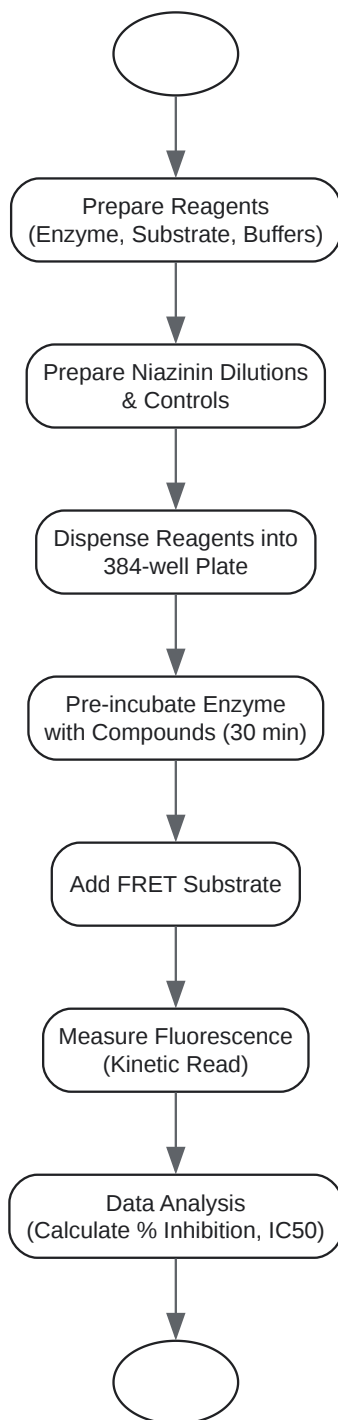 Prepare Reagents
(Enzyme, Substrate, Buffers)
Prepare Niazinin Dilutions
& Controls
Dispense Reagents into
384-well Plate
Pre-incubate Enzyme
with Compounds (30 min)
Add FRET Substrate
Measure Fluorescence
(Kinetic Read)
Data Analysis
(Calculate % Inhibition, IC50)